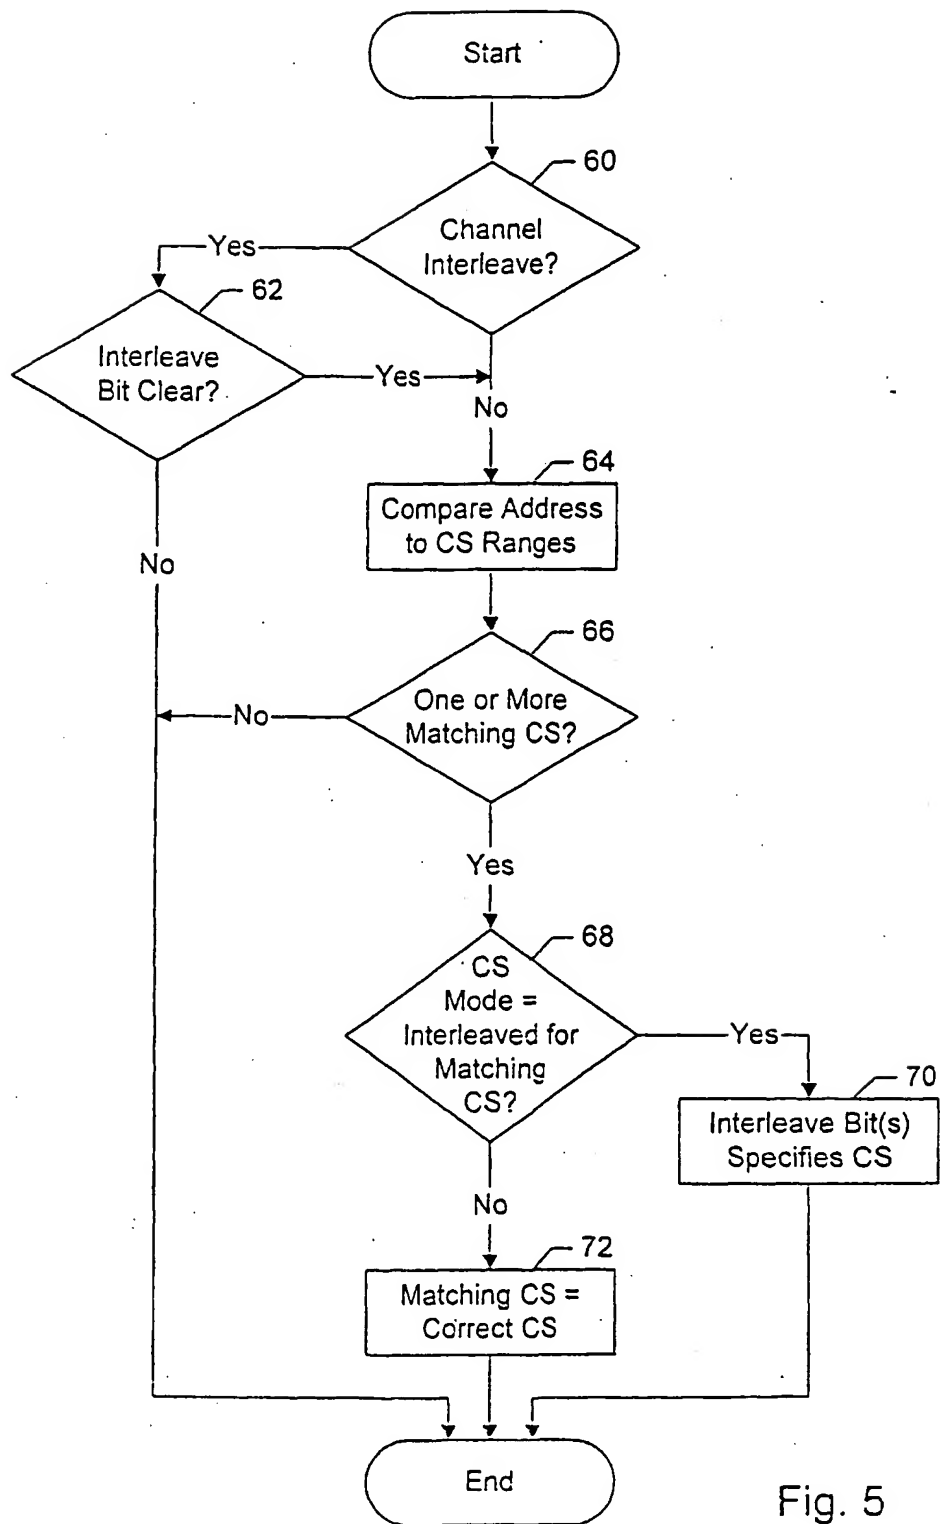 Start
60
Channel
Interleave?
Yes
62
Interleave
Bit Clear?
Yes
No
64
Compare Address
to CS Ranges
No
66
One or More
Matching CS?
No
Yes
68
CS
Mode =
Interleaved for
Matching
CS?
Yes
70
Interleave Bit(s)
Specifies CS
No
72
Matching CS =
Correct CS
End
Fig. 5